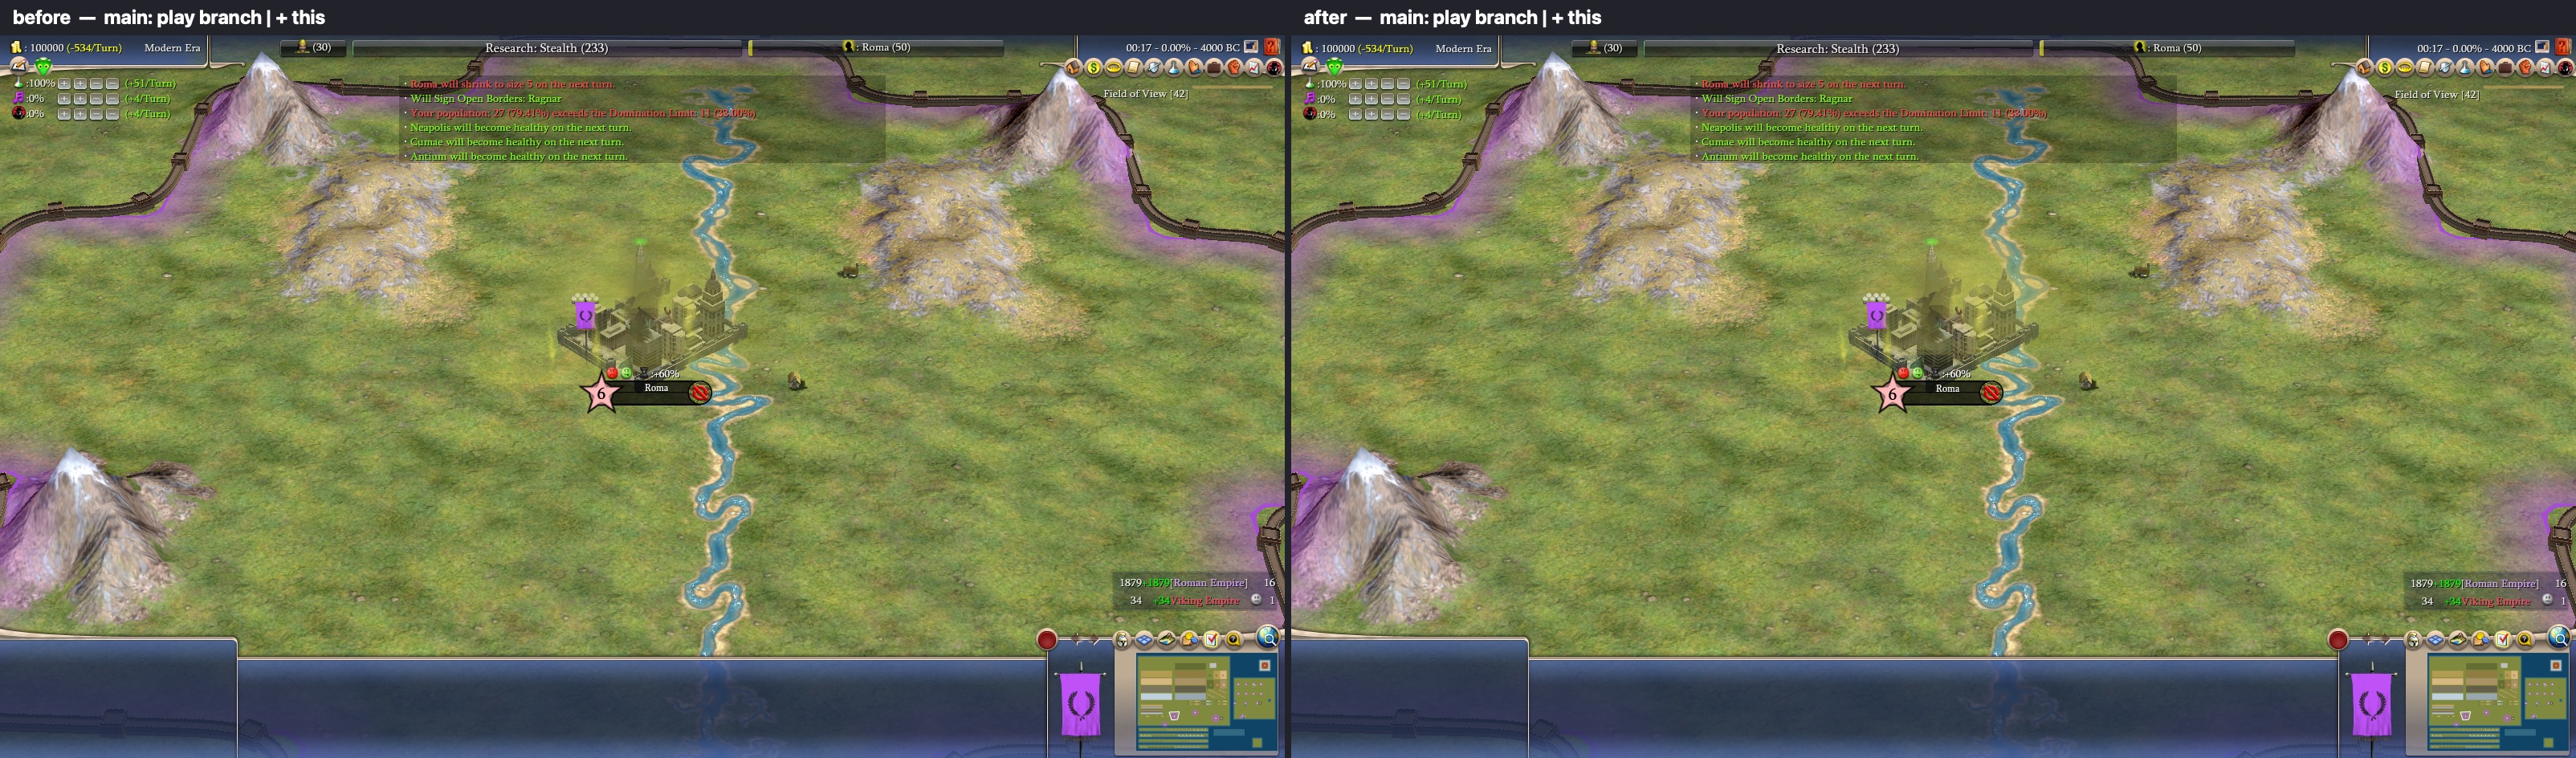 before — main: play branch | + this
: 100000 (-534/Turn) Modern Era
(30)
Research: Stealth (233)
: Roma (50)
00:17 - 0.00% - 4000 BC
:100% (+51/Turn)
:0% (+4/Turn)
:0% (+4/Turn)
· Roma will shrink to size 5 on the next turn.
· Will Sign Open Borders: Ragnar
· Your population: 27 (79.41%) exceeds the Domination Limit: 11 (33.00%)
· Neapolis will become healthy on the next turn.
· Cumae will become healthy on the next turn.
· Antium will become healthy on the next turn.
Field of View [42]
:+60%
6 Roma
1879+1879[Roman Empire] 16
34 +34Viking Empire 1
after — main: play branch | + this
: 100000 (-534/Turn) Modern Era
(30)
Research: Stealth (233)
: Roma (50)
00:17 - 0.00% - 4000 BC
:100% (+51/Turn)
:0% (+4/Turn)
:0% (+4/Turn)
· Roma will shrink to size 5 on the next turn.
· Will Sign Open Borders: Ragnar
· Your population: 27 (79.41%) exceeds the Domination Limit: 11 (33.00%)
· Neapolis will become healthy on the next turn.
· Cumae will become healthy on the next turn.
· Antium will become healthy on the next turn.
Field of View [42]
:+60%
6 Roma
1879+1879[Roman Empire] 16
34 +34Viking Empire 1